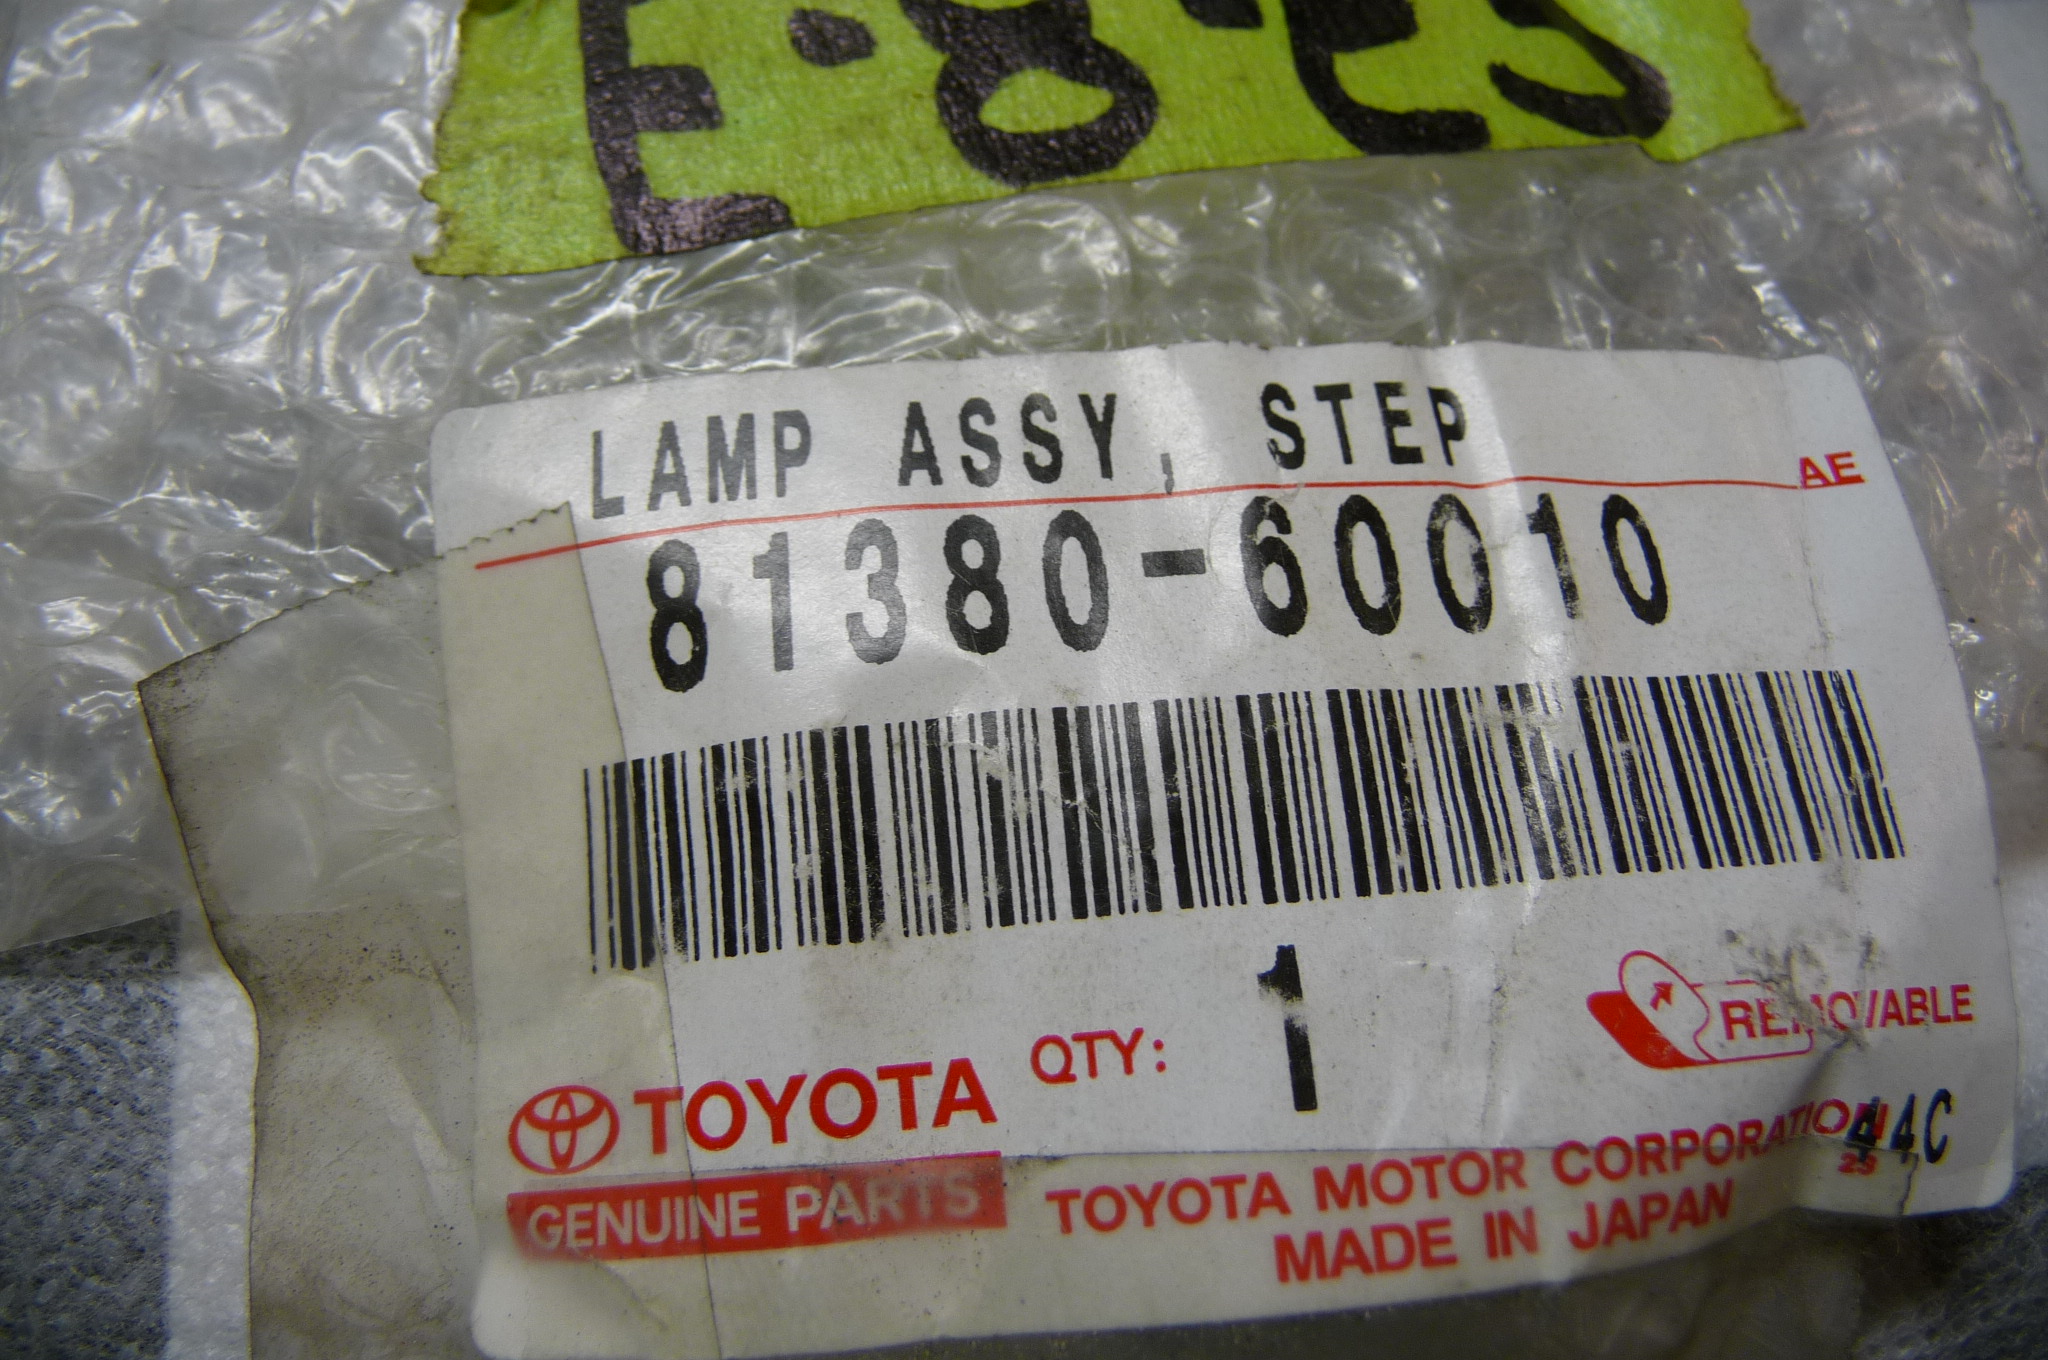 LAMP ASSY, STEP
AE
81380-60010
QTY: 1
REMOVABLE
TOYOTA
44C
GENUINE PARTS
TOYOTA MOTOR CORPORATION
23
MADE IN JAPAN